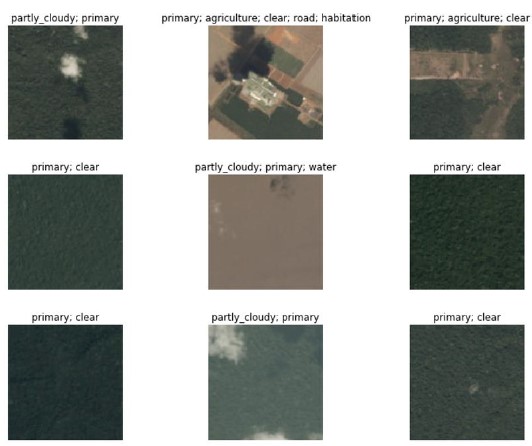 partly_cloudy; primary
primary; agriculture; clear; road; habitation
primary; agriculture; clear
primary; clear
partly_cloudy; primary; water
primary; clear
primary; clear
partly_cloudy; primary
primary; clear